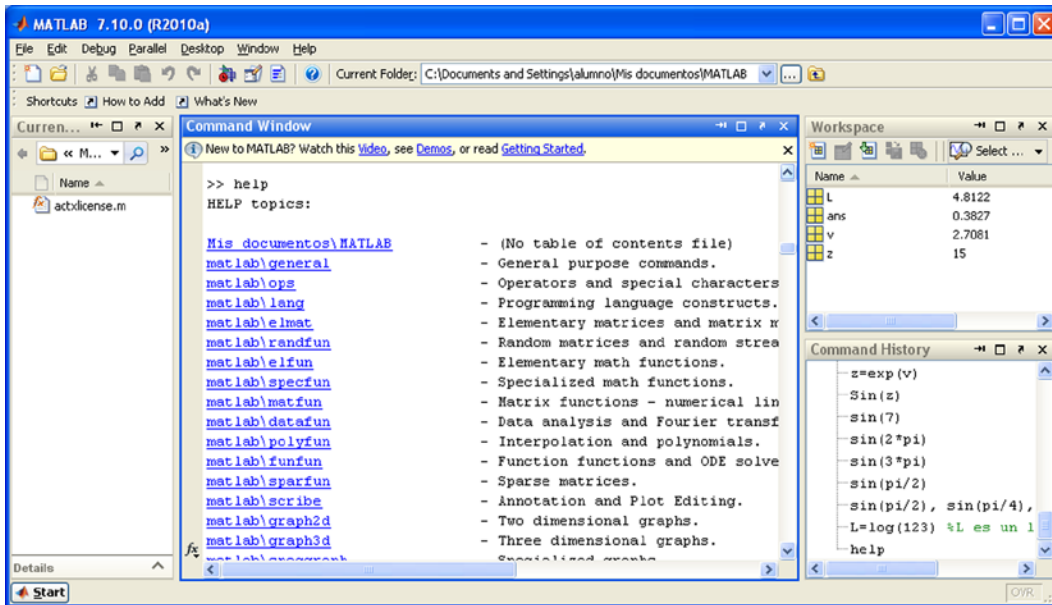 MATLAB 7.10.0 (R2010a)
File Edit Debug Parallel Desktop Window Help
Current Folder: C:\Documents and Settings\alumno\Mis documentos\MATLAB
Shortcuts How to Add What's New
Curren...
« M...
Name
actxlicense.m
Details
Command Window
New to MATLAB? Watch this Video, see Demos, or read Getting Started.
>> help
HELP topics:
Mis documentos\MATLAB - (No table of contents file)
matlab\general - General purpose commands.
matlab\ops - Operators and special characters
matlab\lang - Programming language constructs.
matlab\elmat - Elementary matrices and matrix m
matlab\randfun - Random matrices and random strea
matlab\elfun - Elementary math functions.
matlab\specfun - Specialized math functions.
matlab\matfun - Matrix functions - numerical lin
matlab\datafun - Data analysis and Fourier transf
matlab\polyfun - Interpolation and polynomials.
matlab\funfun - Function functions and ODE solve
matlab\sparfun - Sparse matrices.
matlab\scribe - Annotation and Plot Editing.
matlab\graph2d - Two dimensional graphs.
matlab\graph3d - Three dimensional graphs.
fx
Workspace
Select ...
Name Value
L 4.8122
ans 0.3827
v 2.7081
z 15
Command History
z=exp(v)
Sin(z)
sin(7)
sin(2*pi)
sin(3*pi)
sin(pi/2)
sin(pi/2), sin(pi/4),
L=log(123) %L es un l
help
Start
OVR